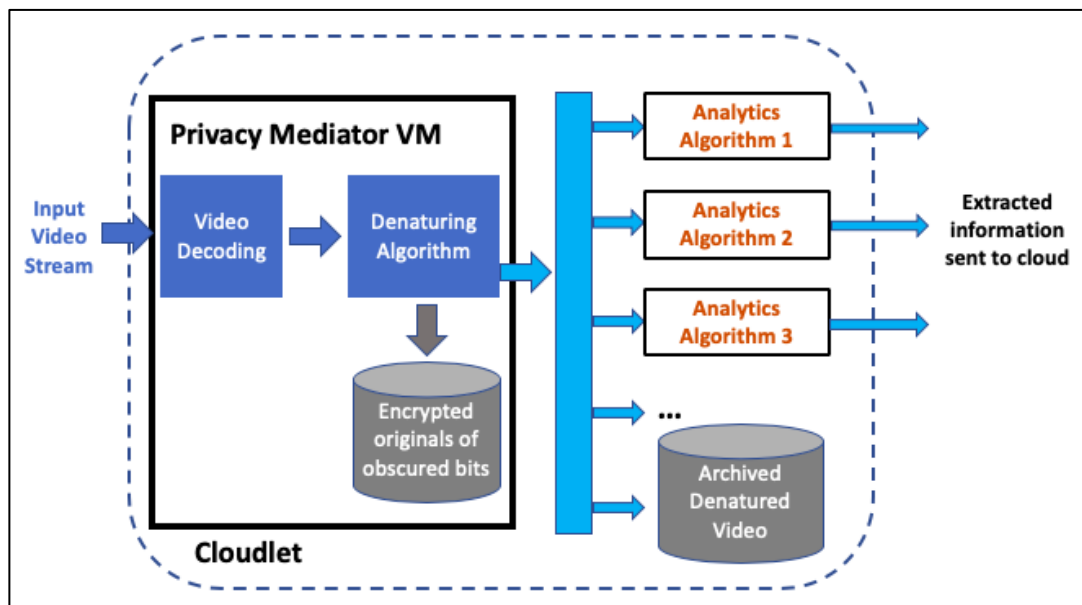 Privacy Mediator VM
Input
Video
Stream
Video
Decoding
Denaturing
Algorithm
Encrypted
originals of
obscured bits
Cloudlet
Analytics
Algorithm 1
Analytics
Algorithm 2
Analytics
Algorithm 3
...
Archived
Denatured
Video
Extracted
information
sent to cloud